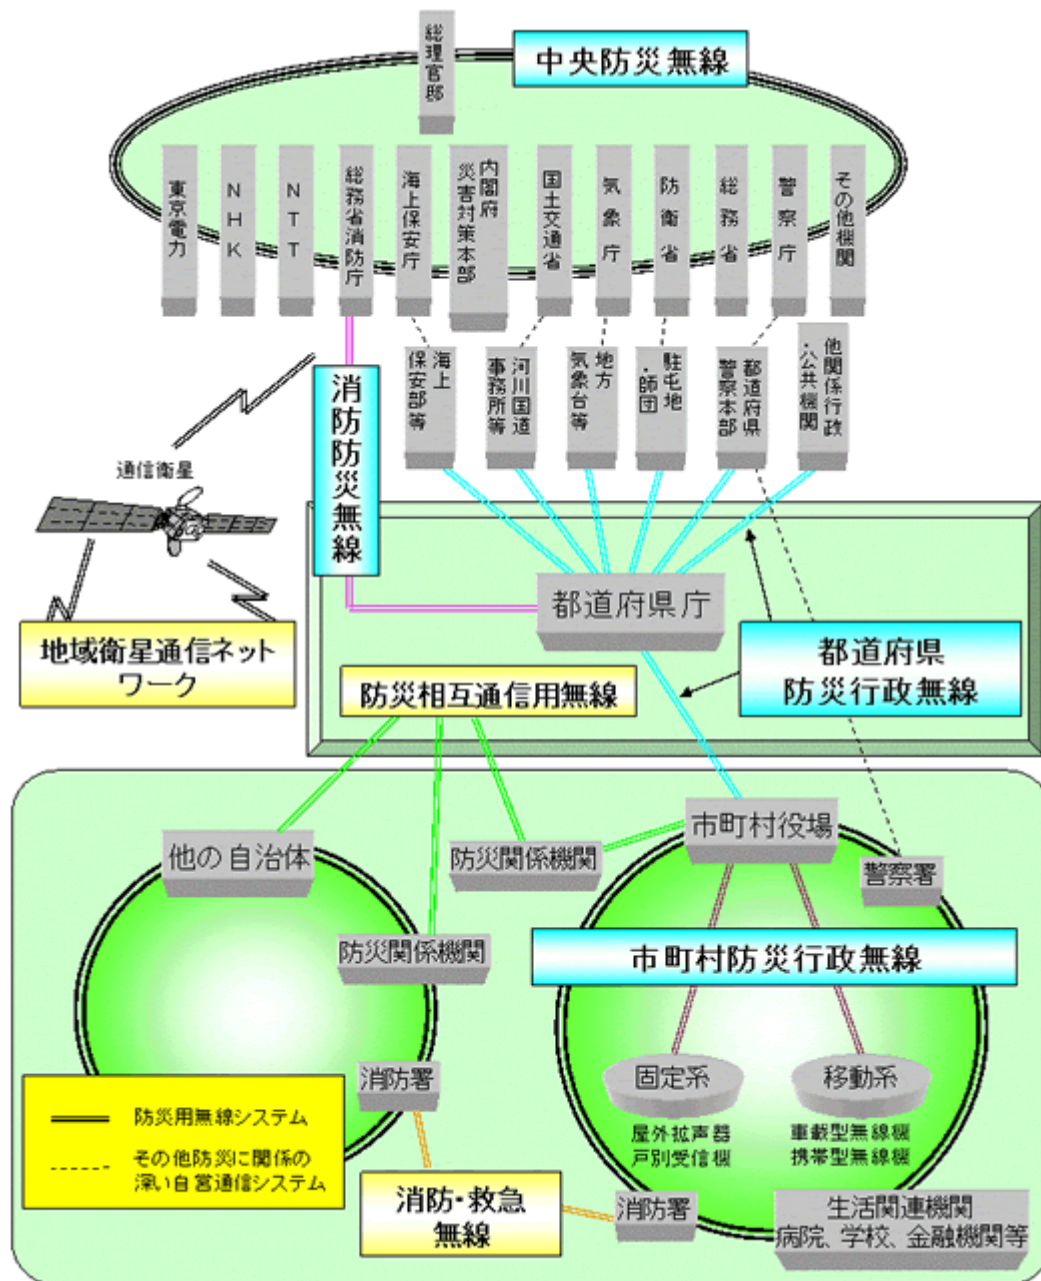 総理官邸
中央防災無線
東京電力
NHK
NTT
総務省消防庁
海上保安庁
内閣府
災害対策本部
国土交通省
気象庁
防衛省
総務省
警察庁
その他機関
海上
保安部等
河川国道
事務所等
地方
気象台等
駐屯地
・師団
都道府県
警察本部
他関係行政
・公共機関
消防防災無線
通信衛星
地域衛星通信ネット
ワーク
都道府県庁
都道府県
防災行政無線
防災相互通信用無線
市町村役場
他の自治体
防災関係機関
警察署
防災関係機関
市町村防災行政無線
消防署
固定系
移動系
屋外拡声器
戸別受信機
車載型無線機
携帯型無線機
防災用無線システム
その他防災に関係の
深い自営通信システム
消防・救急
無線
消防署
生活関連機関
病院、学校、金融機関等